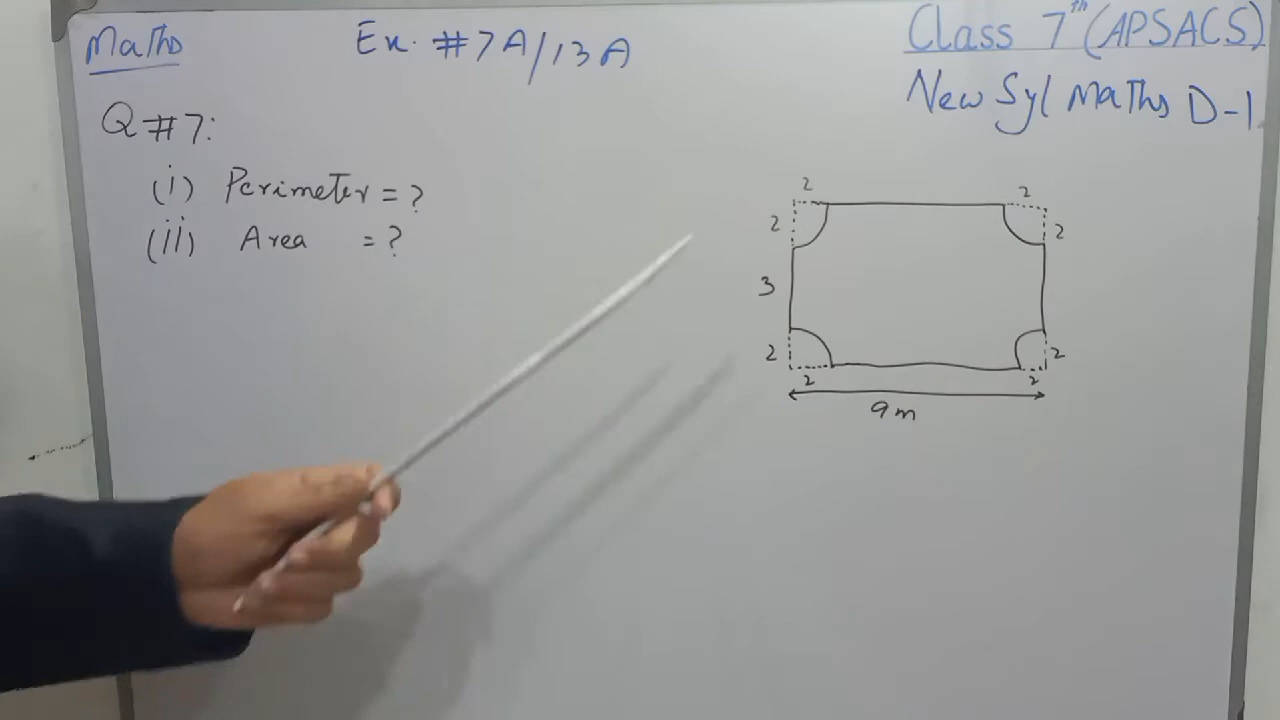 Maths
Ex. #7A/13A
Class 7th (APSACS)
New Syl Maths D-1
Q#7:
(i) Perimeter = ?
(ii) Area = ?
2
2
2
2
3
2
2
2
2
9m